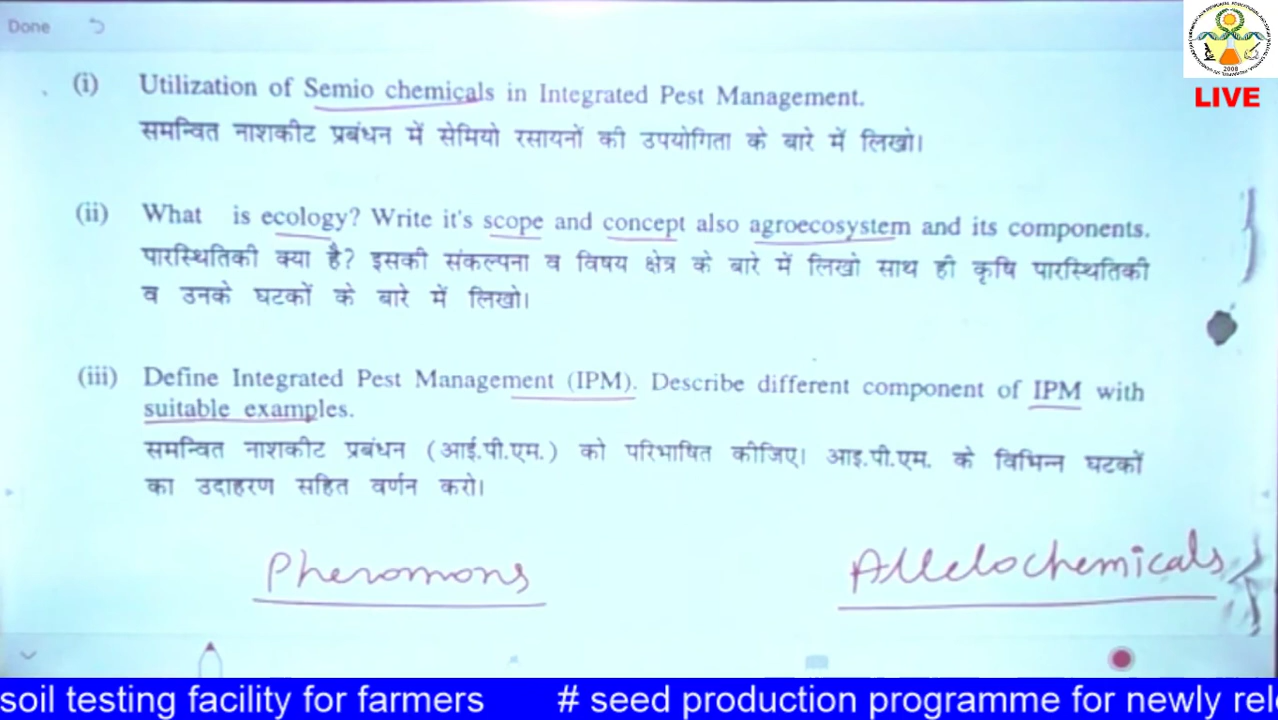 Done
LIVE
(i) Utilization of Semio chemicals in Integrated Pest Management.
समन्वित नाशकीट प्रबंधन में सेमियो रसायनों की उपयोगिता के बारे में लिखो।
(ii) What is ecology? Write it's scope and concept also agroecosystem and its components.
पारस्थितिकी क्या है? इसकी संकल्पना व विषय क्षेत्र के बारे में लिखो साथ ही कृषि पारस्थितिकी
व उनके घटकों के बारे में लिखो।
(iii) Define Integrated Pest Management (IPM). Describe different component of IPM with
suitable examples.
समन्वित नाशकीट प्रबंधन (आई.पी.एम.) को परिभाषित कीजिए। आइ.पी.एम. के विभिन्न घटकों
का उदाहरण सहित वर्णन करो।
Pheromons Allelochemicals
soil testing facility for farmers # seed production programme for newly rel